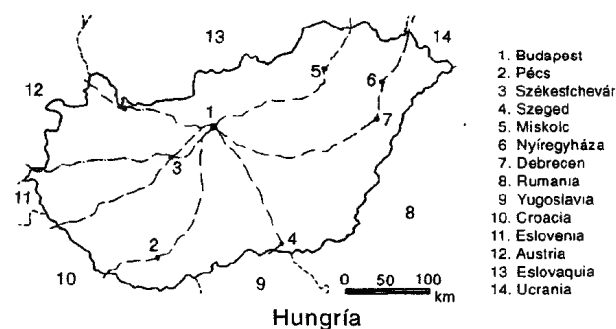 13
14
12
5
6
1
7
3
11
8
2
4
10
9
0 50 100
km
Hungría
1. Budapest
2. Pécs
3 Székesfchevár
4. Szeged
5. Miskolc
6 Nyíregyháza
7. Debrecen
8. Rumania
9 Yugoslavia
10. Croacia
11. Eslovenia
12. Austria
13 Eslovaquia
14. Ucrania